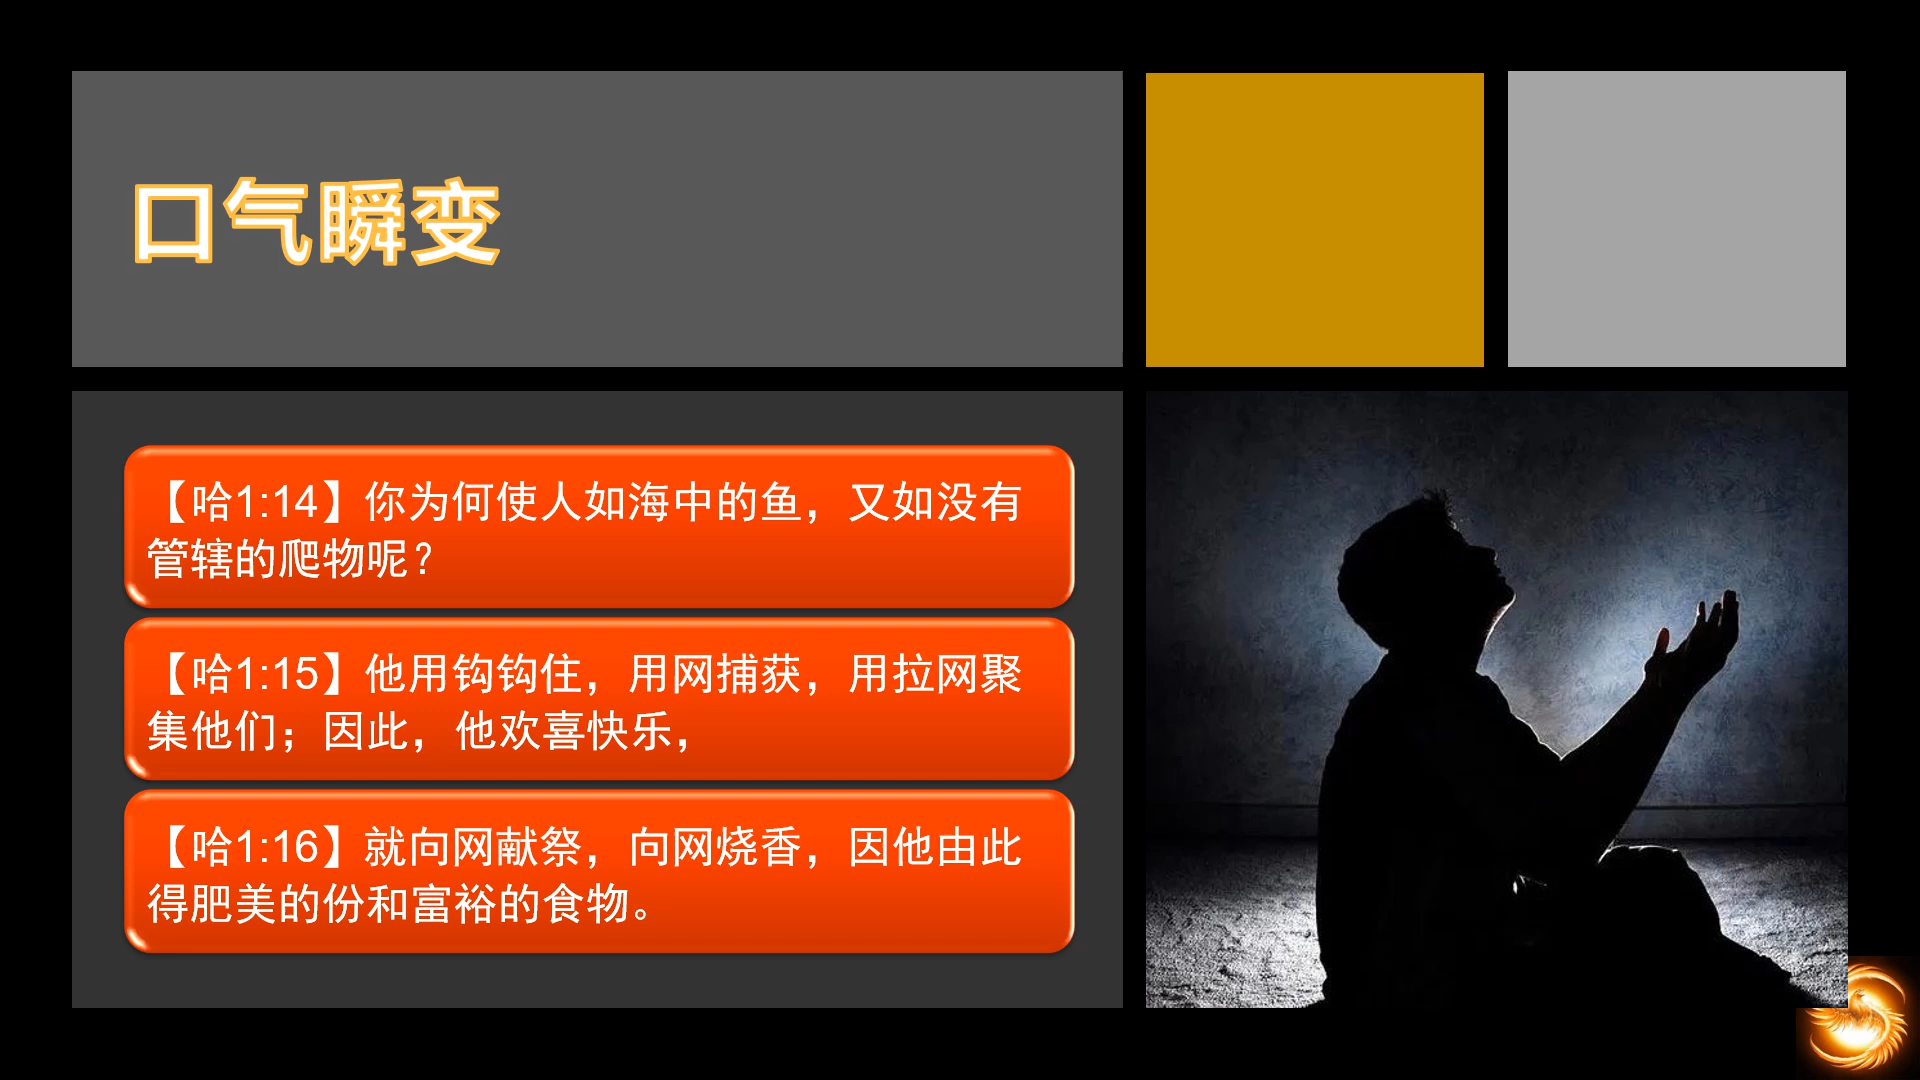 口气瞬变
【哈1:14】你为何使人如海中的鱼，又如没有
管辖的爬物呢？
【哈1:15】他用钩钩住，用网捕获，用拉网聚
集他们；因此，他欢喜快乐，
【哈1:16】就向网献祭，向网烧香，因他由此
得肥美的份和富裕的食物。